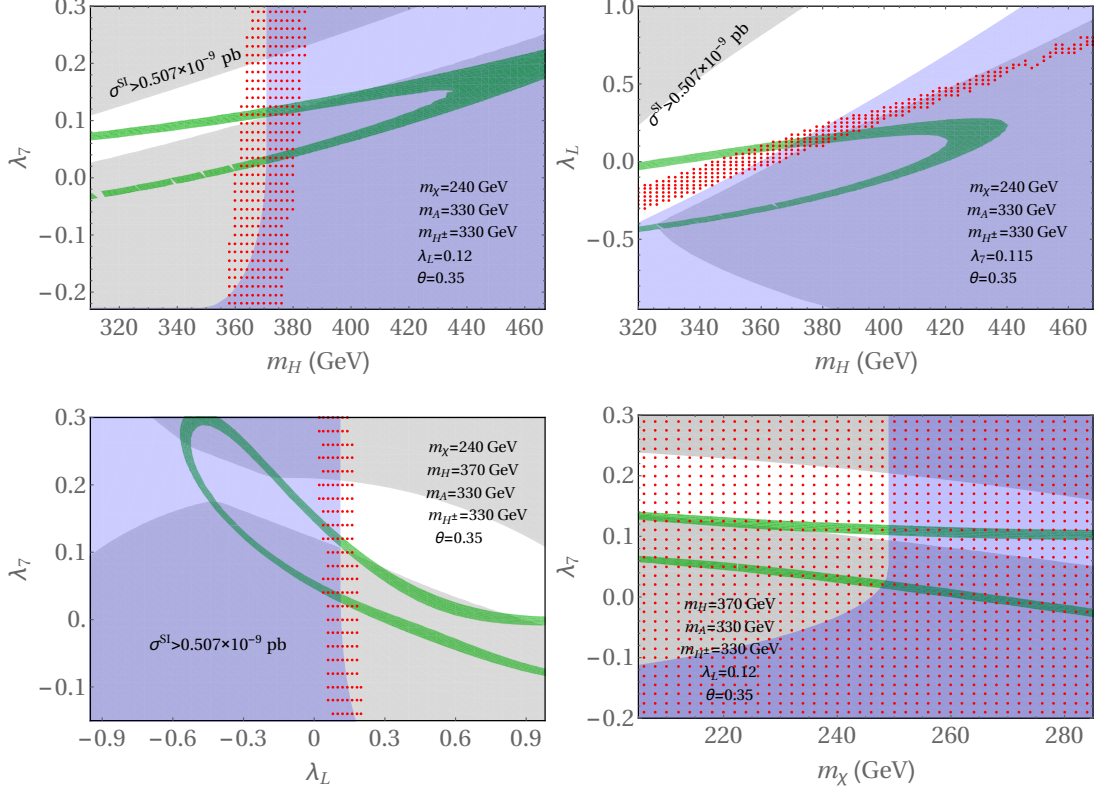 0.3
0.2
0.1
0.0
−0.1
−0.2
λ7
σSI>0.507×10−9 pb
mχ=240 GeV
mA=330 GeV
mH±=330 GeV
λL=0.12
θ=0.35
320 340 360 380 400 420 440 460
mH (GeV)
1.0
0.5
0.0
−0.5
λL
σSI>0.507×10−9 pb
mχ=240 GeV
mA=330 GeV
mH±=330 GeV
λ7=0.115
θ=0.35
320 340 360 380 400 420 440 460
mH (GeV)
0.3
0.2
0.1
0.
−0.1
λ7
mχ=240 GeV
mH=370 GeV
mA=330 GeV
mH±=330 GeV
θ=0.35
σSI>0.507×10−9 pb
−0.9 −0.6 −0.3 0 0.3 0.6 0.9
λL
0.3
0.2
0.1
0.0
−0.1
−0.2
λ7
mH=370 GeV
mA=330 GeV
mH±=330 GeV
λL=0.12
θ=0.35
220 240 260 280
mχ (GeV)